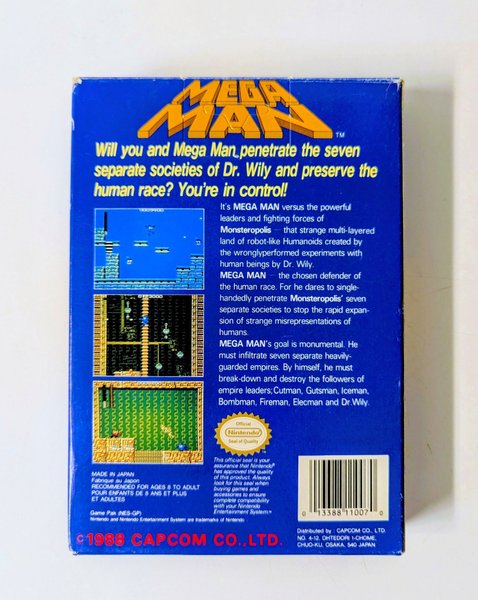 MEGA
MAN
TM
Will you and Mega Man penetrate the seven
separate societies of Dr. Wily and preserve the
human race? You're in control!
It's MEGA MAN versus the powerful
leaders and fighting forces of
Monsteropolis — that strange multi-layered
land of robot-like Humanoids created by
the wronglyperformed experiments with
human beings by Dr. Wily.
MEGA MAN — the chosen defender of
the human race. For he dares to single-
handedly penetrate Monsteropolis' seven
separate societies to stop the rapid expan-
sion of strange misrepresentations of
humans.
MEGA MAN's goal is monumental. He
must infiltrate seven separate heavily-
guarded empires. By himself, he must
break-down and destroy the followers of
empire leaders;Cutman, Gutsman, Iceman,
Bombman, Fireman, Elecman and Dr.Wily.
Official
Nintendo
Seal of Quality
This official seal is your
assurance that Nintendo®
has approved the quality
of this product. Always
look for this seal when
buying games and
accessories to ensure
complete compatibility
with your Nintendo
Entertainment System.
MADE IN JAPAN
Fabrique au Japon
RECOMMENDED FOR AGES 8 TO ADULT
POUR ENFANTS DE 8 ANS ET PLUS
ET ADULTES
Game Pak (NES-GP)
Nintendo and Nintendo Entertainment System are trademarks of Nintendo.
0 13388 11007 0
©1988 CAPCOM CO.,LTD.
Distributed by : CAPCOM CO., LTD.
NO. 4-12, OHTEDORI 1-CHOME,
CHUO-KU, OSAKA, 540 JAPAN.